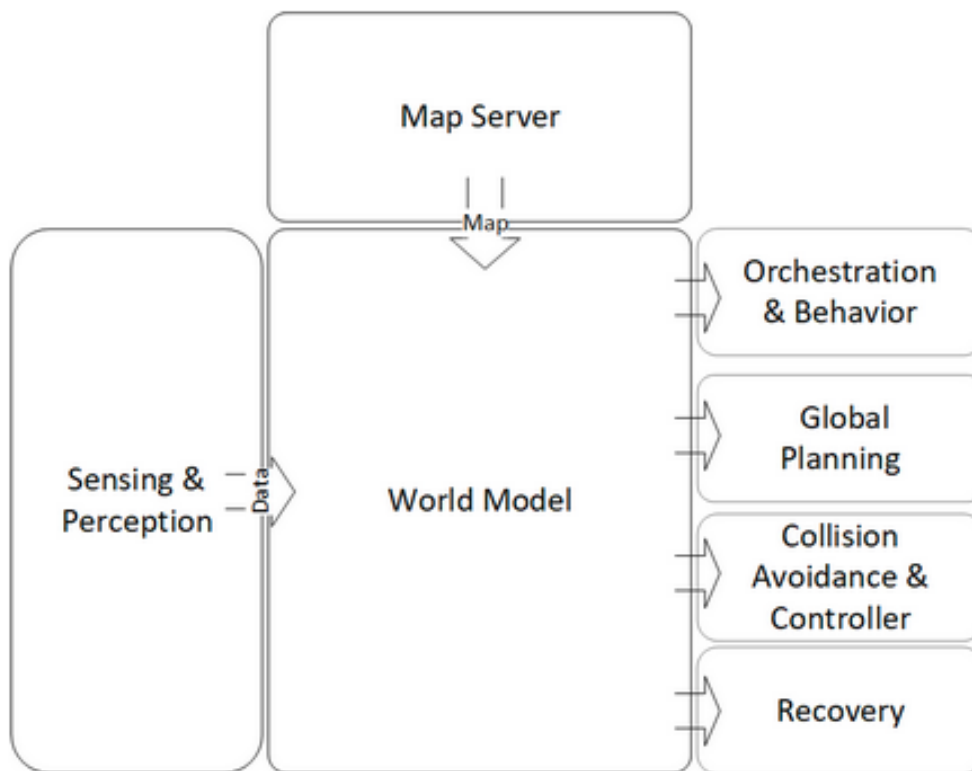 Map Server
Map
Orchestration
& Behavior
Global
Planning
Sensing &
Perception
Data
World Model
Collision
Avoidance &
Controller
Recovery